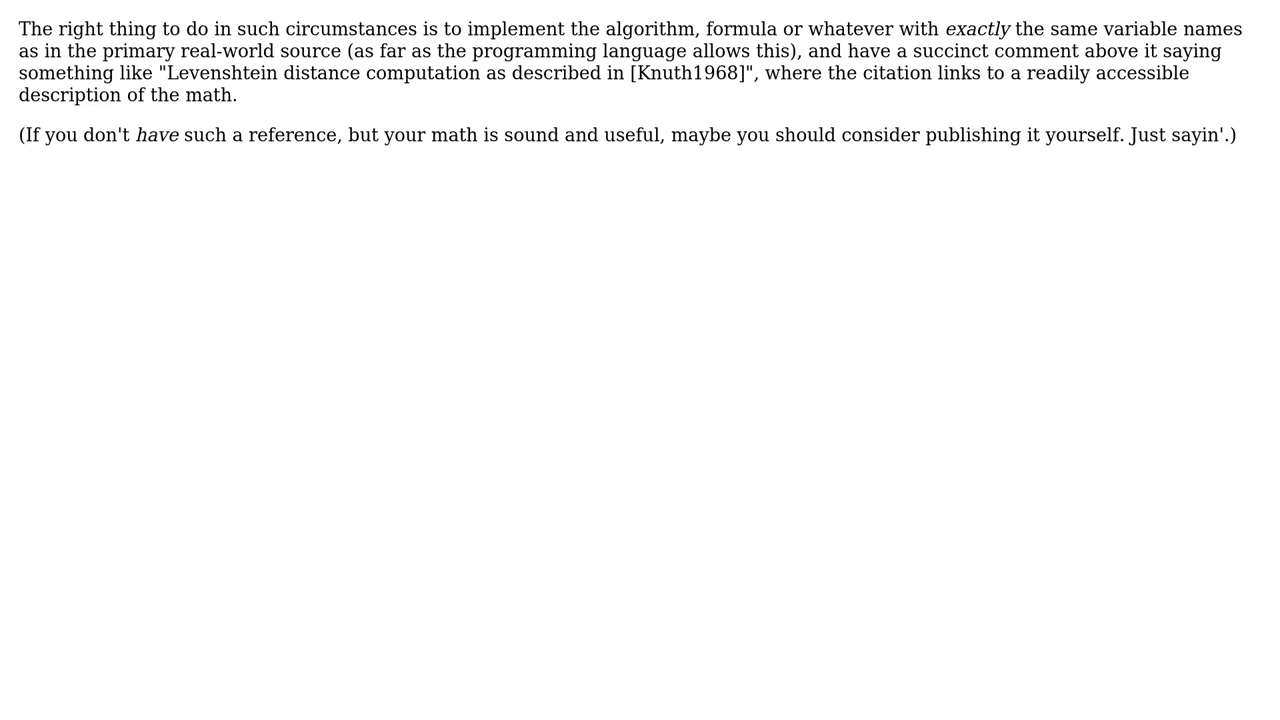 The right thing to do in such circumstances is to implement the algorithm, formula or whatever with exactly the same variable names
as in the primary real-world source (as far as the programming language allows this), and have a succinct comment above it saying
something like "Levenshtein distance computation as described in [Knuth1968]", where the citation links to a readily accessible
description of the math.
(If you don't have such a reference, but your math is sound and useful, maybe you should consider publishing it yourself. Just sayin'.)